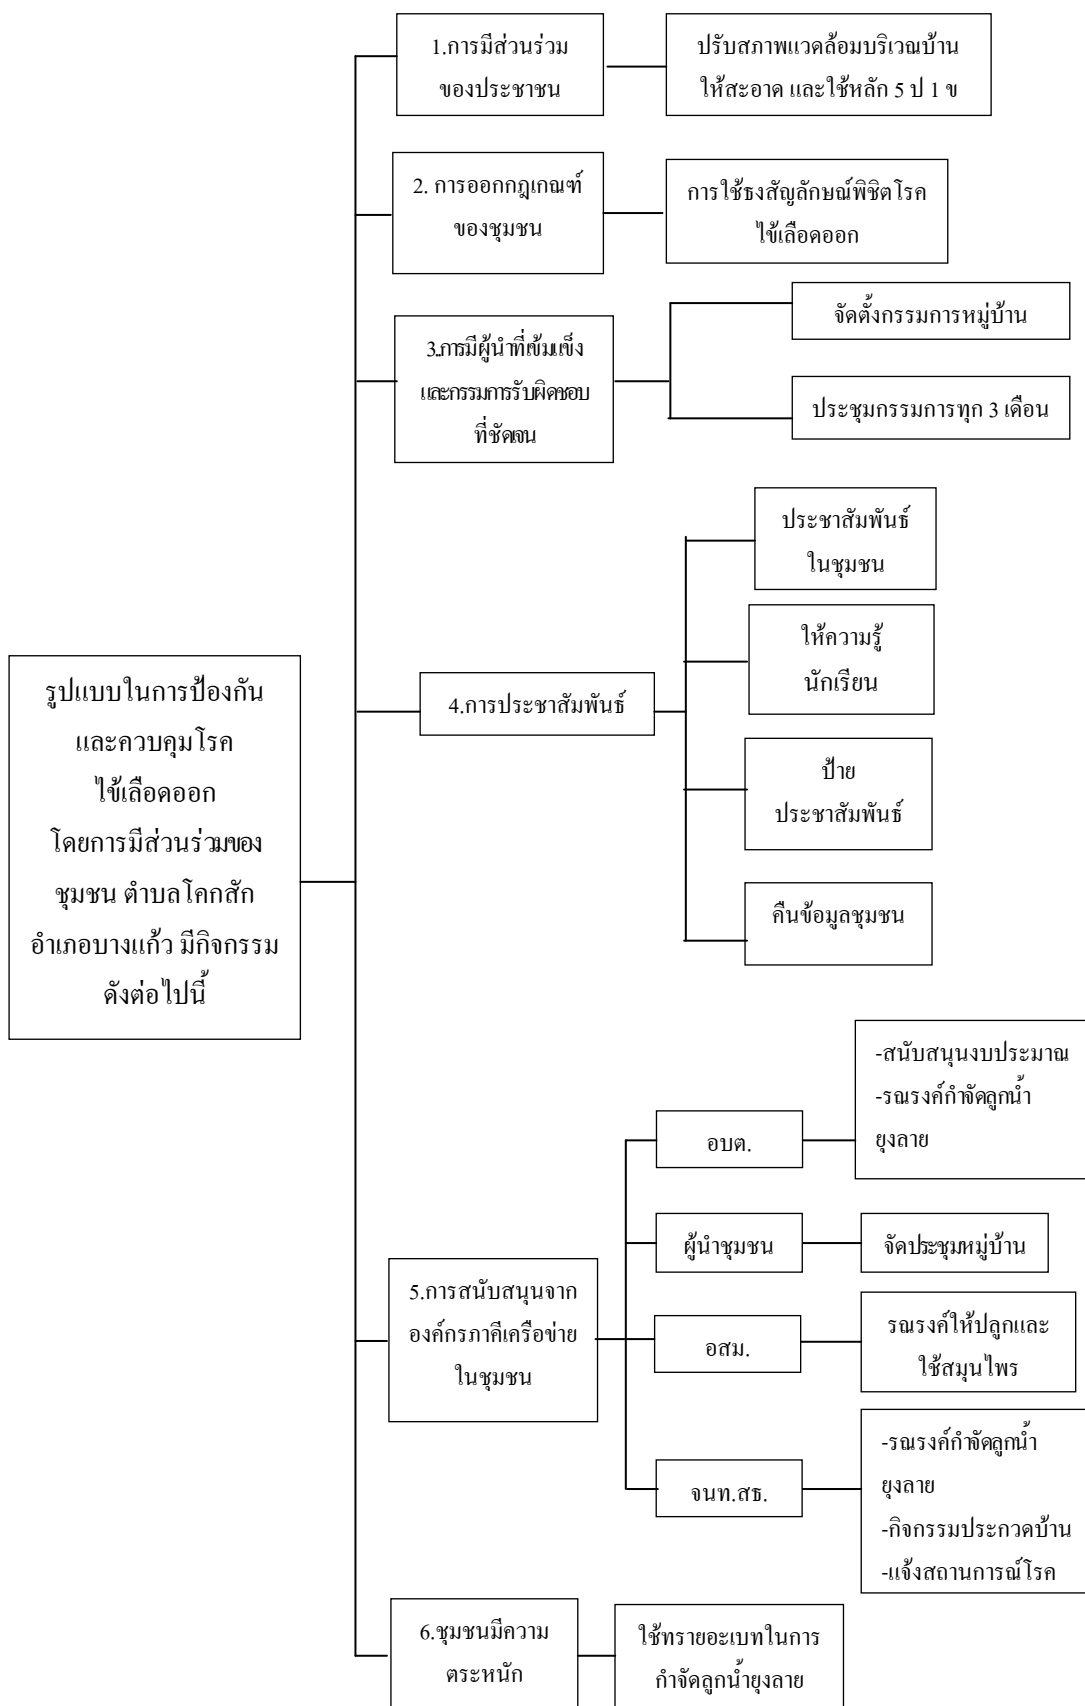 1.การมีส่วนร่วม
ของประชาชน
ปรับสภาพแวดล้อมบริเวณบ้าน
ให้สะอาด และใช้หลัก 5 ป 1 ข
2. การออกกฎเกณฑ์
ของชุมชน
การใช้ธงสัญลักษณ์พิชิตโรค
ไข้เลือดออก
3.การมีผู้นำที่เข้มแข็ง
และกรรมการรับผิดชอบ
ที่ชัดเจน
จัดตั้งกรรมการหมู่บ้าน
ประชุมกรรมการทุก 3 เดือน
รูปแบบในการป้องกัน
และควบคุมโรค
ไข้เลือดออก
โดยการมีส่วนร่วมของ
ชุมชน ตำบลโคกสัก
อำเภอบางแก้ว มีกิจกรรม
ดังต่อไปนี้
4.การประชาสัมพันธ์
ประชาสัมพันธ์
ในชุมชน
ให้ความรู้
นักเรียน
ป้าย
ประชาสัมพันธ์
คืนข้อมูลชุมชน
5.การสนับสนุนจาก
องค์กรภาคีเครือข่าย
ในชุมชน
อบต.
-สนับสนุนงบประมาณ
-รณรงค์กำจัดลูกน้ำ
ยุงลาย
ผู้นำชุมชน
จัดประชุมหมู่บ้าน
อสม.
รณรงค์ให้ปลูกและ
ใช้สมุนไพร
จนท.สธ.
-รณรงค์กำจัดลูกน้ำ
ยุงลาย
-กิจกรรมประกวดบ้าน
-แจ้งสถานการณ์โรค
6.ชุมชนมีความ
ตระหนัก
ใช้ทรายอะเบทในการ
กำจัดลูกน้ำยุงลาย